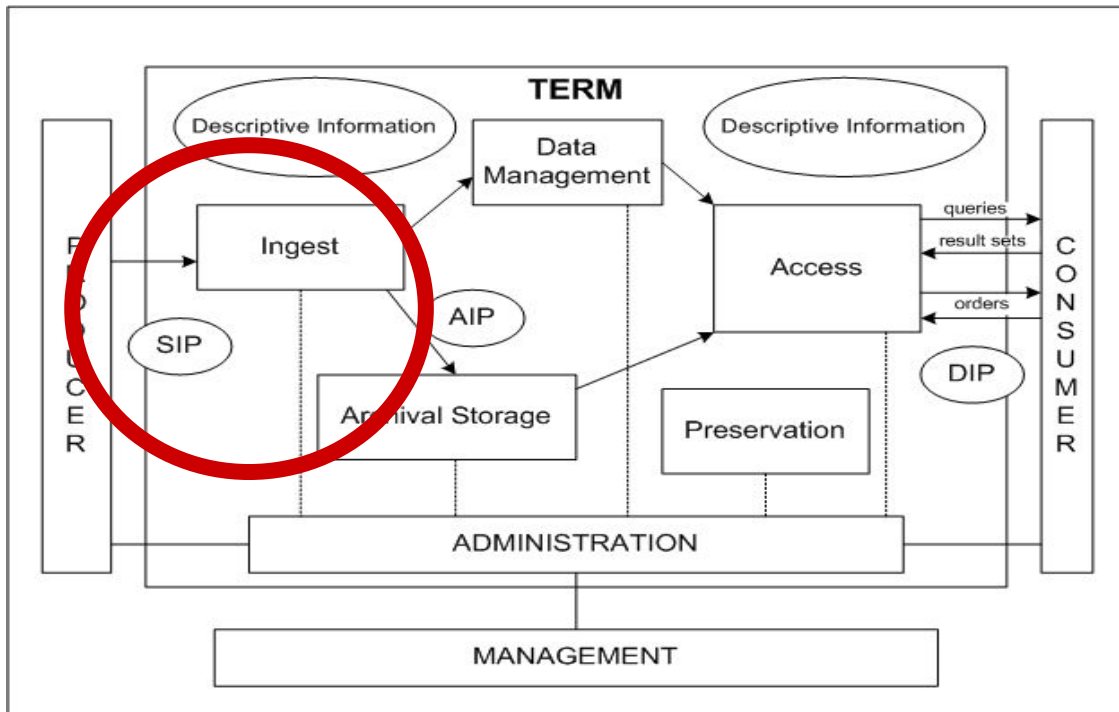 TERM
Descriptive Information
Descriptive Information
Data
Management
P
R
O
D
U
C
E
R
Ingest
Access
queries
result sets
orders
C
O
N
S
U
M
E
R
SIP
AIP
DIP
Archival Storage
Preservation
ADMINISTRATION
MANAGEMENT